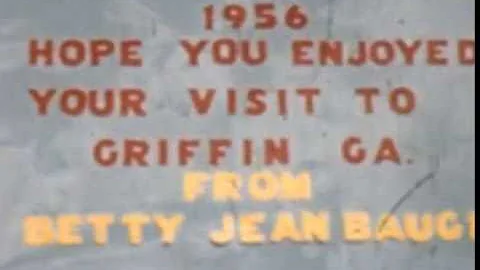 1956
HOPE YOU ENJOYED
YOUR VISIT TO
GRIFFIN GA.
FROM
BETTY JEAN